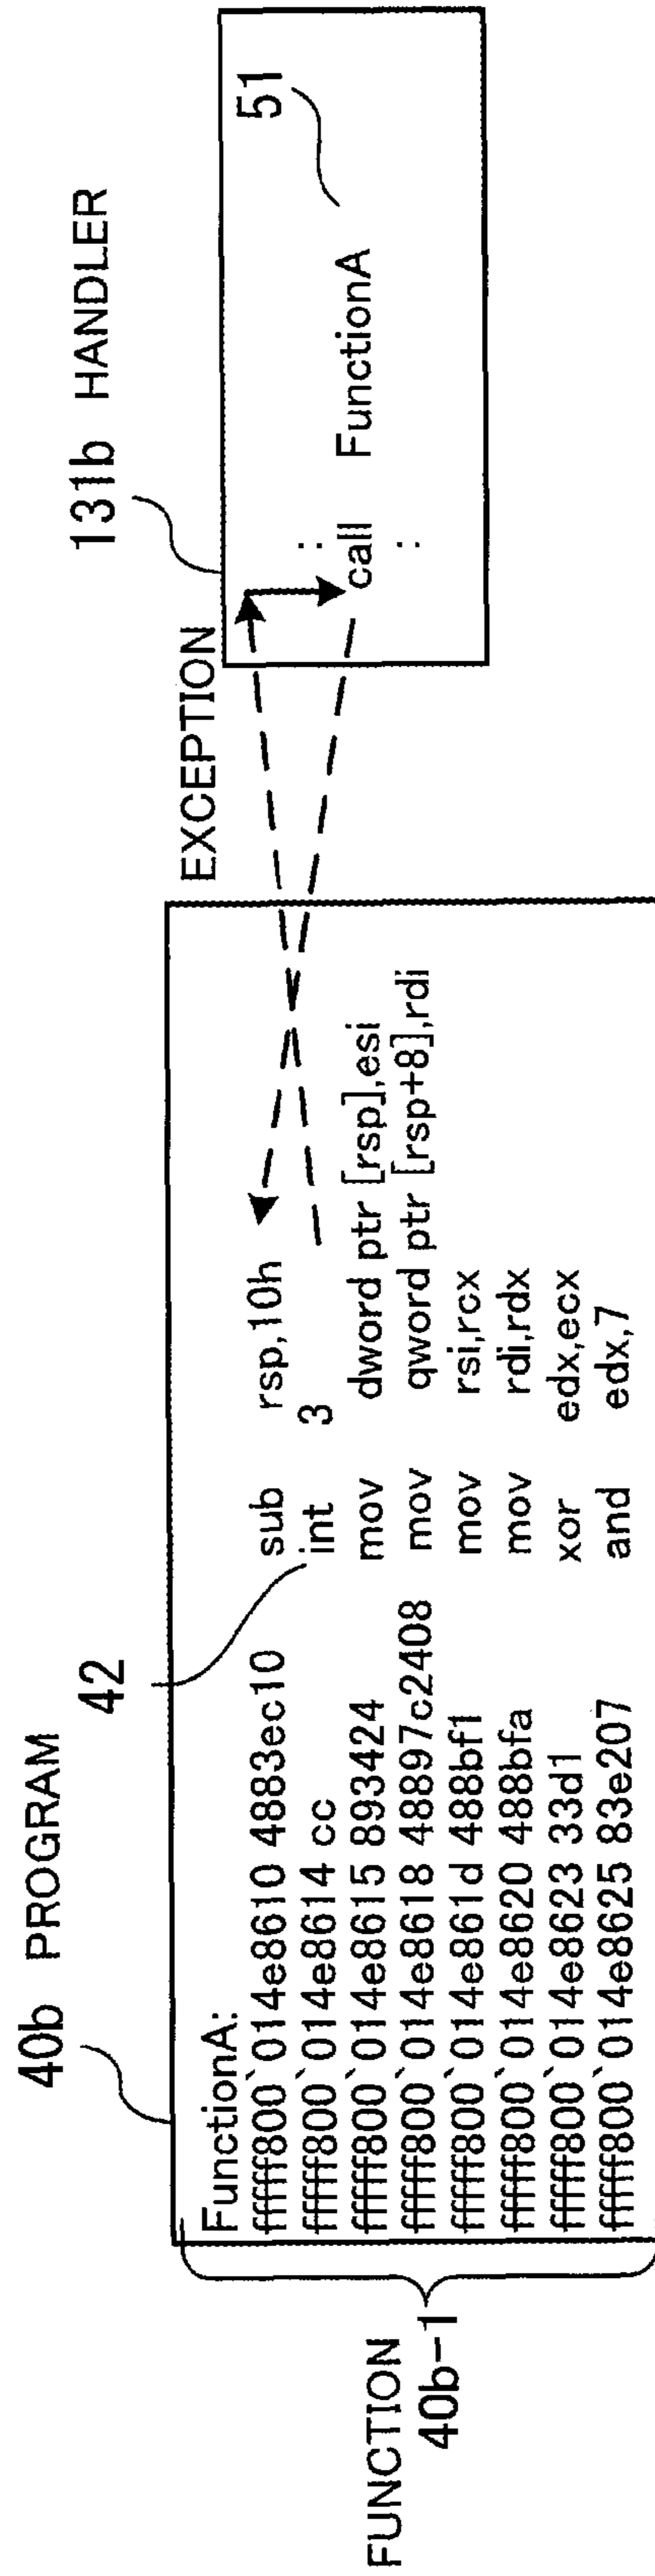 40b PROGRAM
42
FunctionA:
fffff800`014e8610 4883ec10 sub rsp,10h
fffff800`014e8614 cc int 3
fffff800`014e8615 893424 mov dword ptr [rsp],esi
fffff800`014e8618 48897c2408 mov qword ptr [rsp+8],rdi
fffff800`014e861d 488bf1 mov rsi,rcx
fffff800`014e8620 488bfa mov rdi,rdx
fffff800`014e8623 33d1 xor edx,ecx
fffff800`014e8625 83e207 and edx,7
FUNCTION
40b-1
EXCEPTION
131b HANDLER
51
:
call FunctionA
: